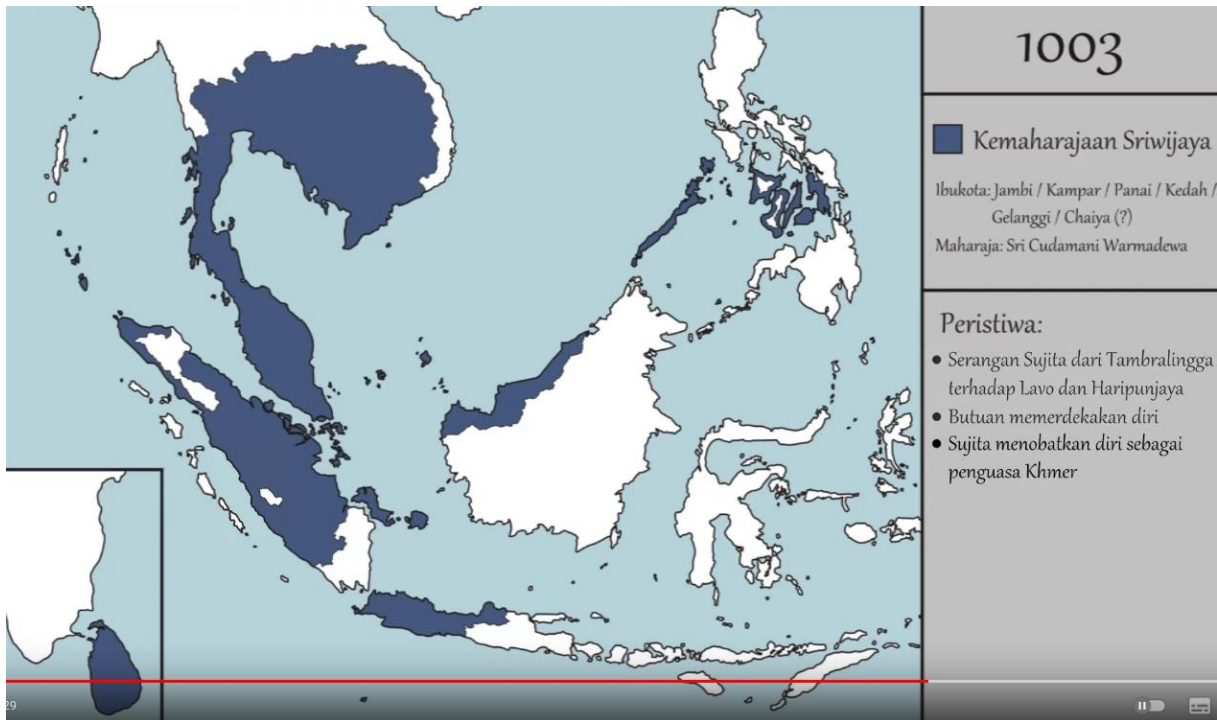 1003
Kemaharajaan Sriwijaya
Ibukota: Jambi / Kampar / Panai / Kedah /
Gelanggi / Chaiya (?)
Maharaja: Sri Cudamani Warmadewa
Peristiwa:
• Serangan Sujita dari Tambralingga
terhadap Lavo dan Haripunjaya
• Butuan memerdekakan diri
• Sujita menobatkan diri sebagai
penguasa Khmer
29